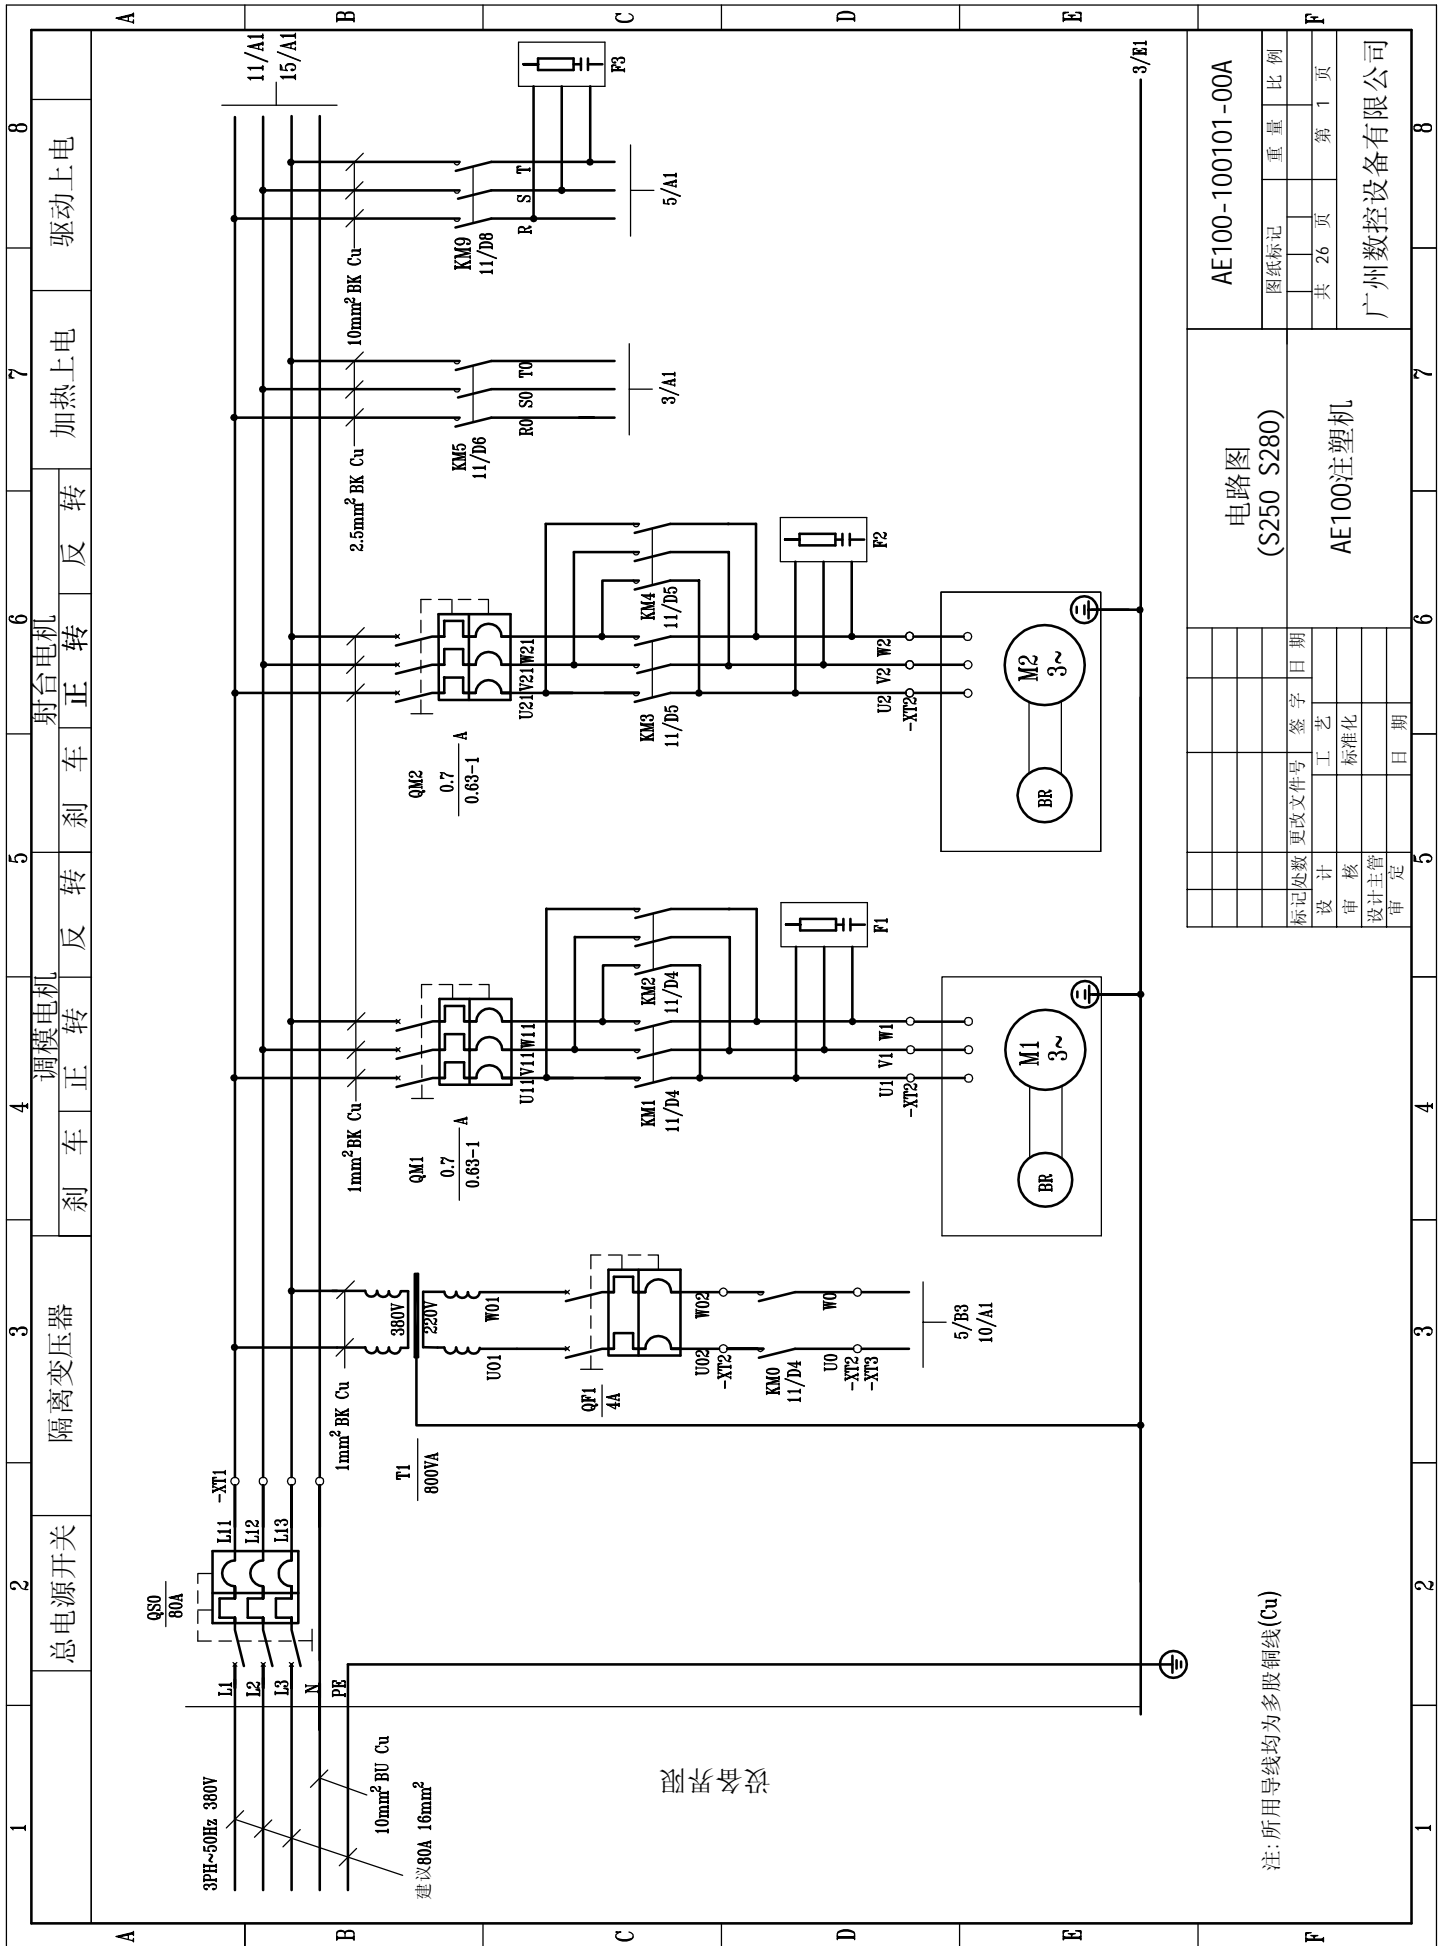 1
2
3
4
5
6
7
8
总电源开关
隔离变压器
调模电机
刹 车
正 转
反 转
射台电机
刹 车
正 转
反 转
加热上电
驱动上电
A
B
C
D
E
F
3PH~50Hz 380V
建议80A 16mm²
10mm² BU Cu
设备界限
L1
L2
L3
N
PE
QS0
80A
L11
L12
L13
-XT1
11/A1
15/A1
1mm² BK Cu
T1
800VA
380V
220V
U01
W01
QF1
4A
U02
W02
-XT2
KM0
11/D4
U0
W0
-XT2
-XT3
5/B3
10/A1
1mm² BK Cu
QM1
0.7
0.63-1
A
U11
V11
W11
KM1
11/D4
KM2
11/D4
F1
U1
V1
W1
-XT2
M1
3~
BR
QM2
0.7
0.63-1
A
U21
V21
W21
KM3
11/D5
KM4
11/D5
F2
U2
V2
W2
-XT2
M2
3~
BR
2.5mm² BK Cu
KM5
11/D6
R0
S0
T0
3/A1
10mm² BK Cu
KM9
11/D8
R
S
T
5/A1
F3
3/E1
注: 所用导线均为多股铜线(Cu)
标记
处数
更改文件号
签 字
日 期
设 计
工 艺
审 核
标准化
设计主管
审 定
日 期
电路图
(S250 S280)
AE100注塑机
AE100-100101-00A
图纸标记
重 量
比 例
共 26 页
第 1 页
广州数控设备有限公司
A
B
C
D
E
F
1
2
3
4
5
6
7
8